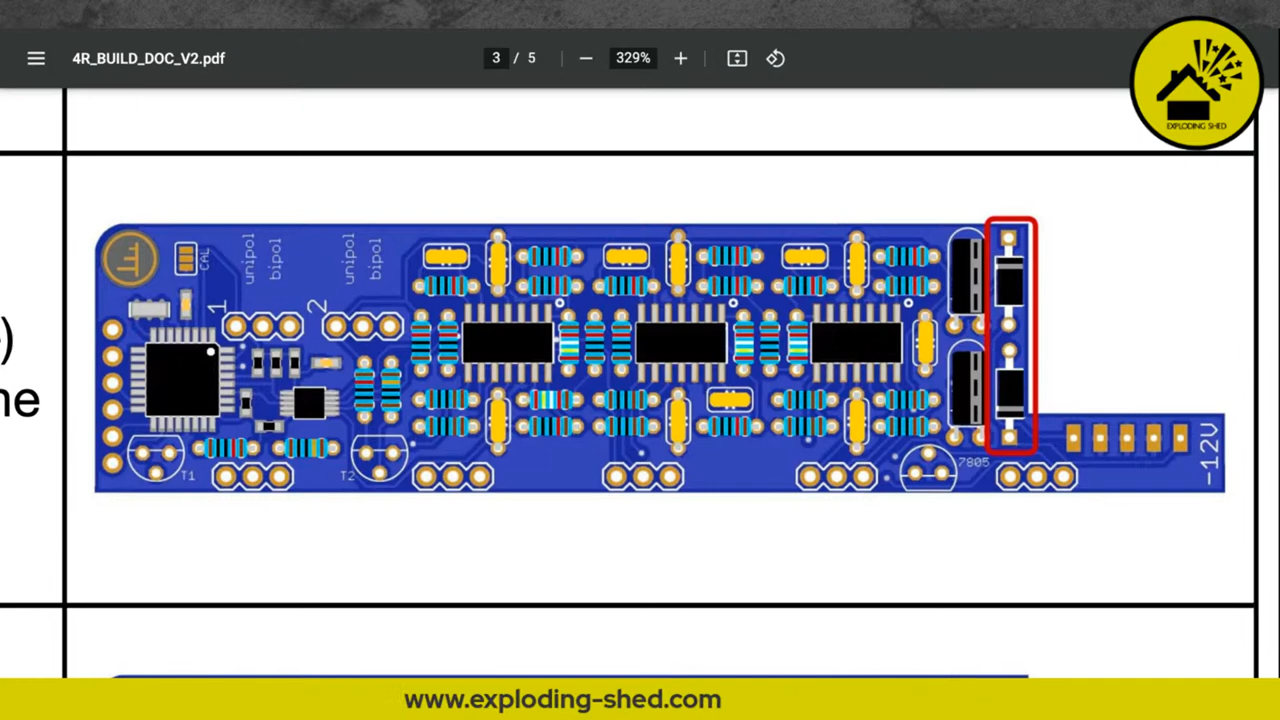 4R_BUILD_DOC_V2.pdf
3 / 5
329%
EXPLODING SHED
CAL
unipol
bipol
unipol
bipol
1
2
)
ne
T1
T2
7805
-12V
www.exploding-shed.com